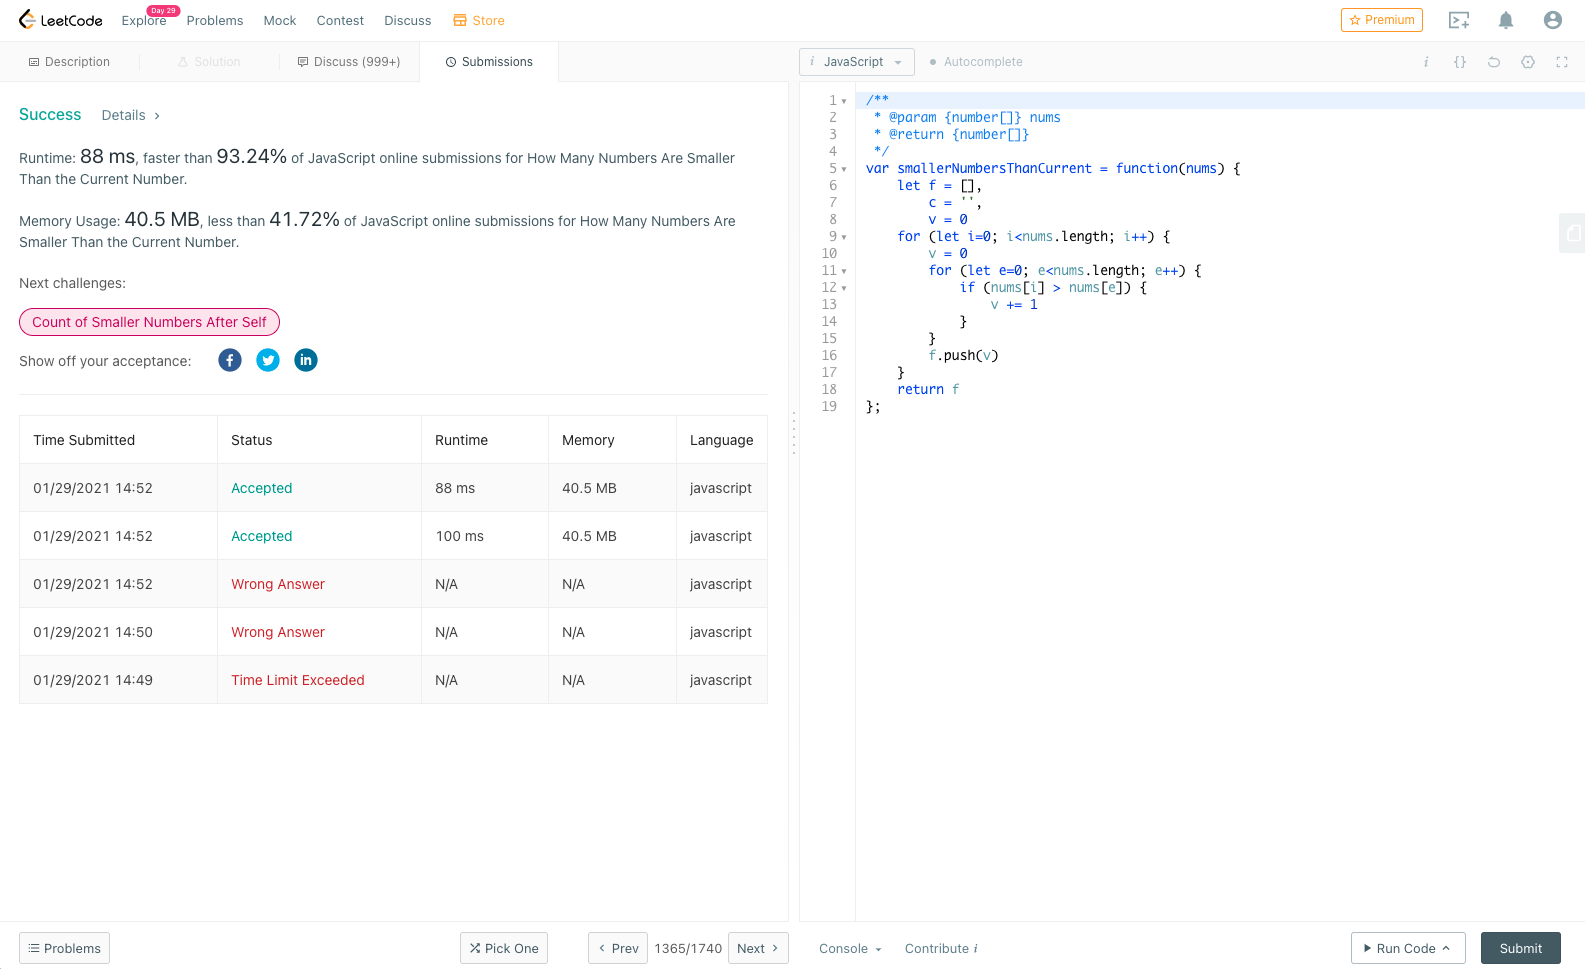 LeetCode
Explore
Day 29
Problems
Mock
Contest
Discuss
Store
Premium
Description
Solution
Discuss (999+)
Submissions
i JavaScript
Autocomplete
i {}
Success Details >
Runtime: 88 ms, faster than 93.24% of JavaScript online submissions for How Many Numbers Are Smaller
Than the Current Number.
Memory Usage: 40.5 MB, less than 41.72% of JavaScript online submissions for How Many Numbers Are
Smaller Than the Current Number.
Next challenges:
Count of Smaller Numbers After Self
Show off your acceptance: f in
Time Submitted Status Runtime Memory Language
01/29/2021 14:52 Accepted 88 ms 40.5 MB javascript
01/29/2021 14:52 Accepted 100 ms 40.5 MB javascript
01/29/2021 14:52 Wrong Answer N/A N/A javascript
01/29/2021 14:50 Wrong Answer N/A N/A javascript
01/29/2021 14:49 Time Limit Exceeded N/A N/A javascript
1 /**
2  * @param {number[]} nums
3  * @return {number[]}
4  */
5 var smallerNumbersThanCurrent = function(nums) {
6     let f = [],
7         c = '',
8         v = 0
9     for (let i=0; i<nums.length; i++) {
10         v = 0
11         for (let e=0; e<nums.length; e++) {
12             if (nums[i] > nums[e]) {
13                 v += 1
14             }
15         }
16         f.push(v)
17     }
18     return f
19 };
Problems
Pick One
< Prev
1365/1740
Next >
Console
Contribute i
Run Code
Submit